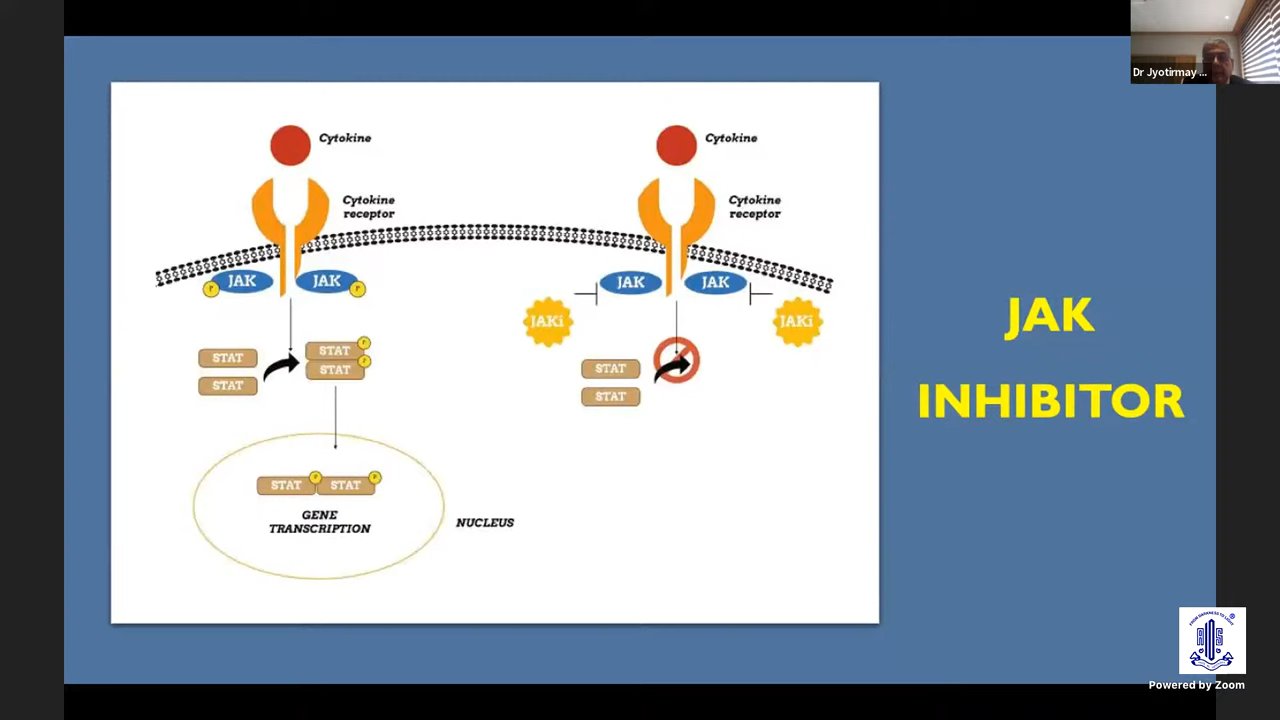 Dr Jyotirmay ...
Cytokine
Cytokine
Cytokine
receptor
Cytokine
receptor
JAK
JAK
P
P
JAK
JAK
JAKi
JAKi
STAT
STAT
STAT
STAT
P
P
STAT
STAT
STAT
STAT
P
P
GENE
TRANSCRIPTION
NUCLEUS
JAK
INHIBITOR
Powered by Zoom